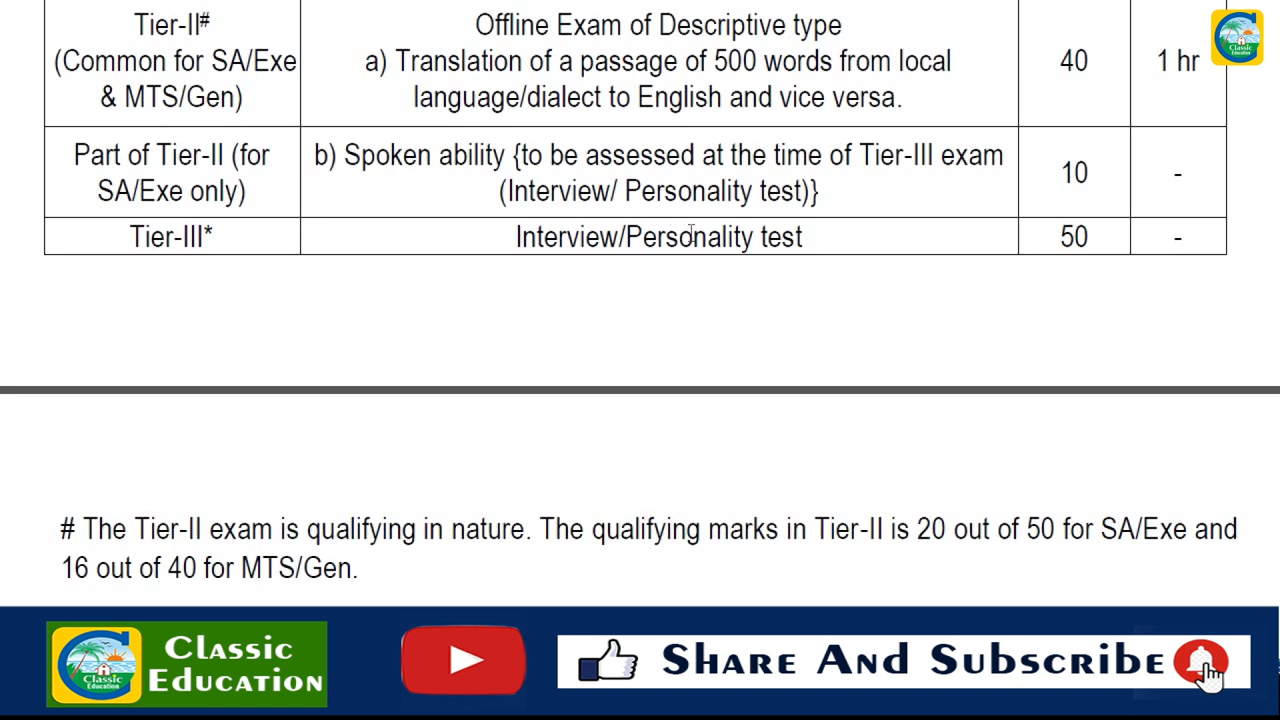 Tier-II#
(Common for SA/Exe
& MTS/Gen)
Offline Exam of Descriptive type
a) Translation of a passage of 500 words from local
language/dialect to English and vice versa.
40
1 hr
Classic
Education
Part of Tier-II (for
SA/Exe only)
b) Spoken ability {to be assessed at the time of Tier-III exam
(Interview/ Personality test)}
10
-
Tier-III*
Interview/Personality test
50
-
# The Tier-II exam is qualifying in nature. The qualifying marks in Tier-II is 20 out of 50 for SA/Exe and
16 out of 40 for MTS/Gen.
Classic
Education
Classic
Education
Share And Subscribe